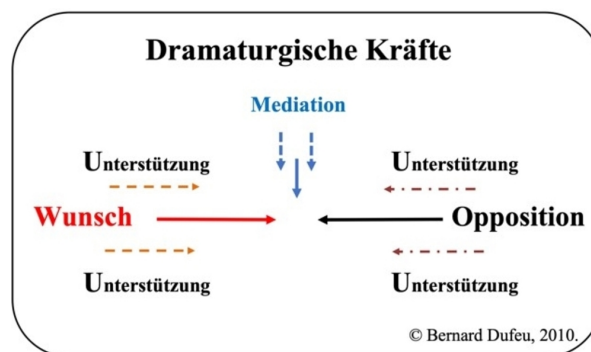 Dramaturgische Kräfte
Mediation
Unterstützung Unterstützung
Wunsch Opposition
Unterstützung Unterstützung
© Bernard Dufeu, 2010.